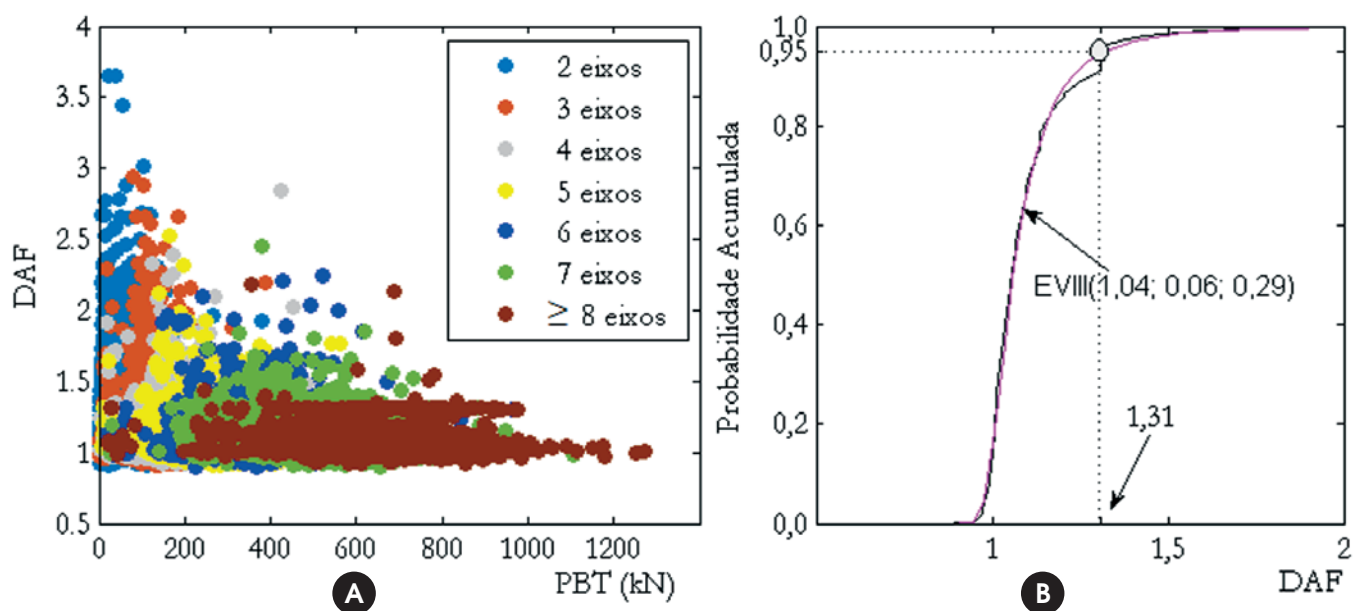 4
3.5
3
2.5
2
1.5
1
0.5
DAF
0
200
400
600
800
1000
1200
PBT (kN)
2 eixos
3 eixos
4 eixos
5 eixos
6 eixos
7 eixos
≥ 8 eixos
A
1,0
0,95
0,8
0,6
0,4
0,2
0,0
Probabilidade Acumulada
EVIII(1,04; 0,06; 0,29)
1,31
1
1,5
2
DAF
B